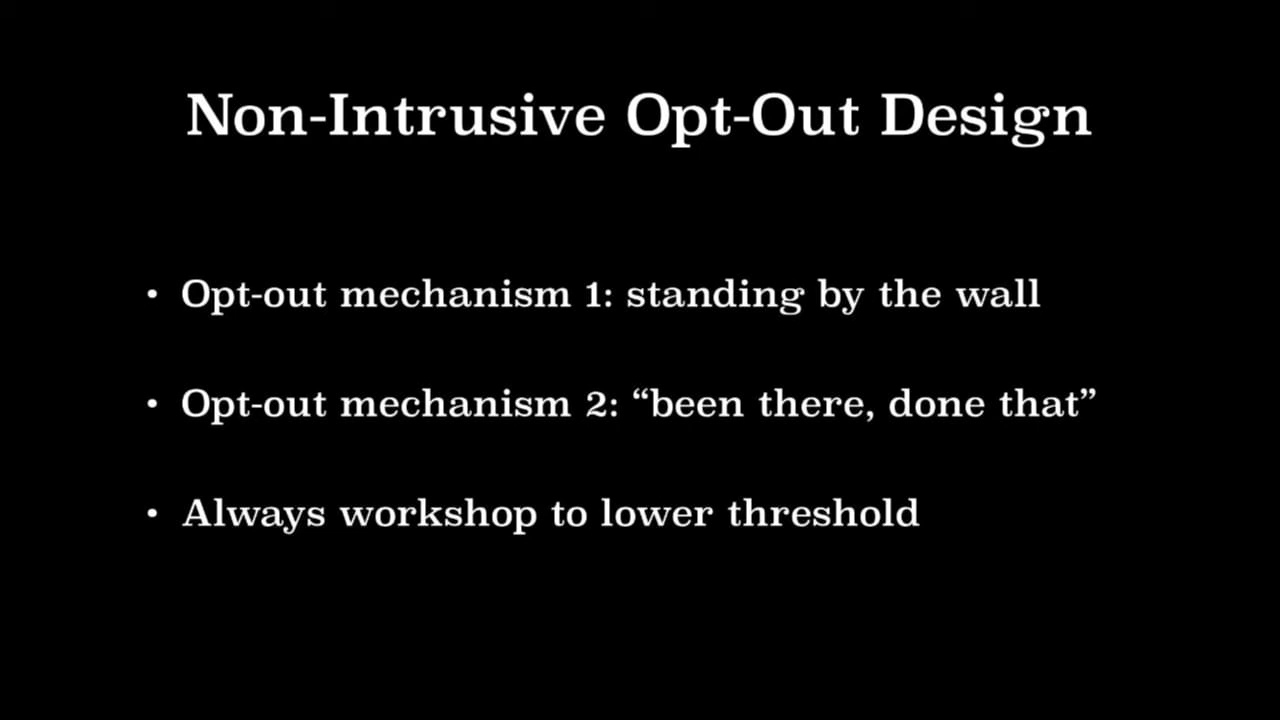 Non-Intrusive Opt-Out Design
• Opt-out mechanism 1: standing by the wall
• Opt-out mechanism 2: “been there, done that”
• Always workshop to lower threshold